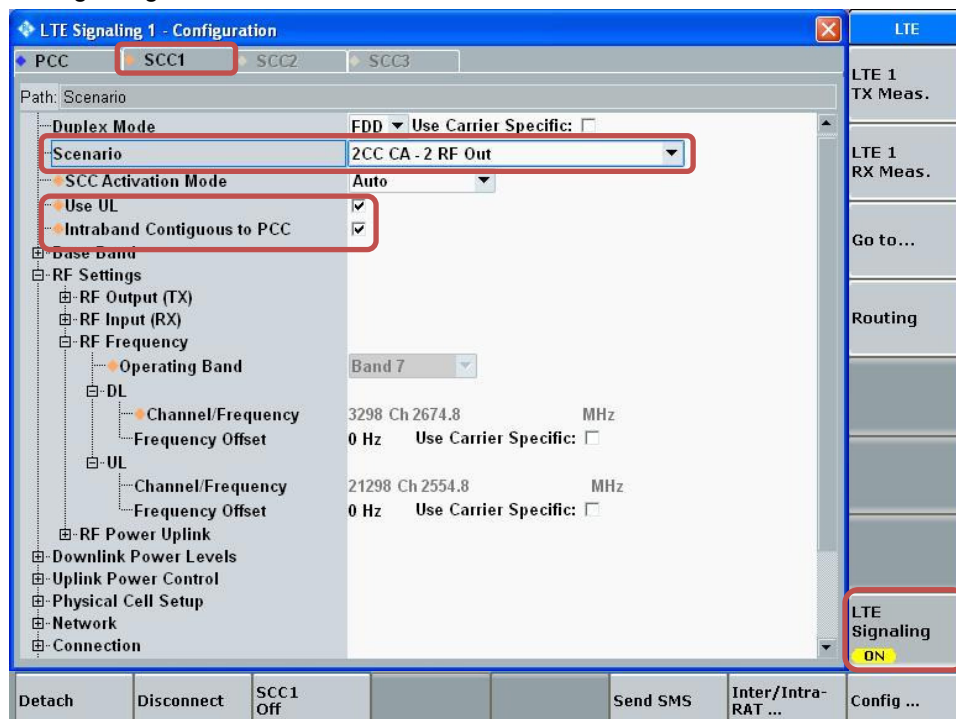 LTE Signaling 1 - Configuration
LTE
PCC SCC1 SCC2 SCC3
Path: Scenario
Duplex Mode FDD Use Carrier Specific:
Scenario 2CC CA - 2 RF Out
SCC Activation Mode Auto
Use UL
Intraband Contiguous to PCC
Base Band
RF Settings
RF Output (TX)
RF Input (RX)
RF Frequency
Operating Band Band 7
DL
Channel/Frequency 3298 Ch 2674.8 MHz
Frequency Offset 0 Hz Use Carrier Specific:
UL
Channel/Frequency 21298 Ch 2554.8 MHz
Frequency Offset 0 Hz Use Carrier Specific:
RF Power Uplink
Downlink Power Levels
Uplink Power Control
Physical Cell Setup
Network
Connection
LTE 1
TX Meas.
LTE 1
RX Meas.
Go to...
Routing
LTE
Signaling
ON
Detach
Disconnect
SCC1
Off
Send SMS
Inter/Intra-
RAT ...
Config ...